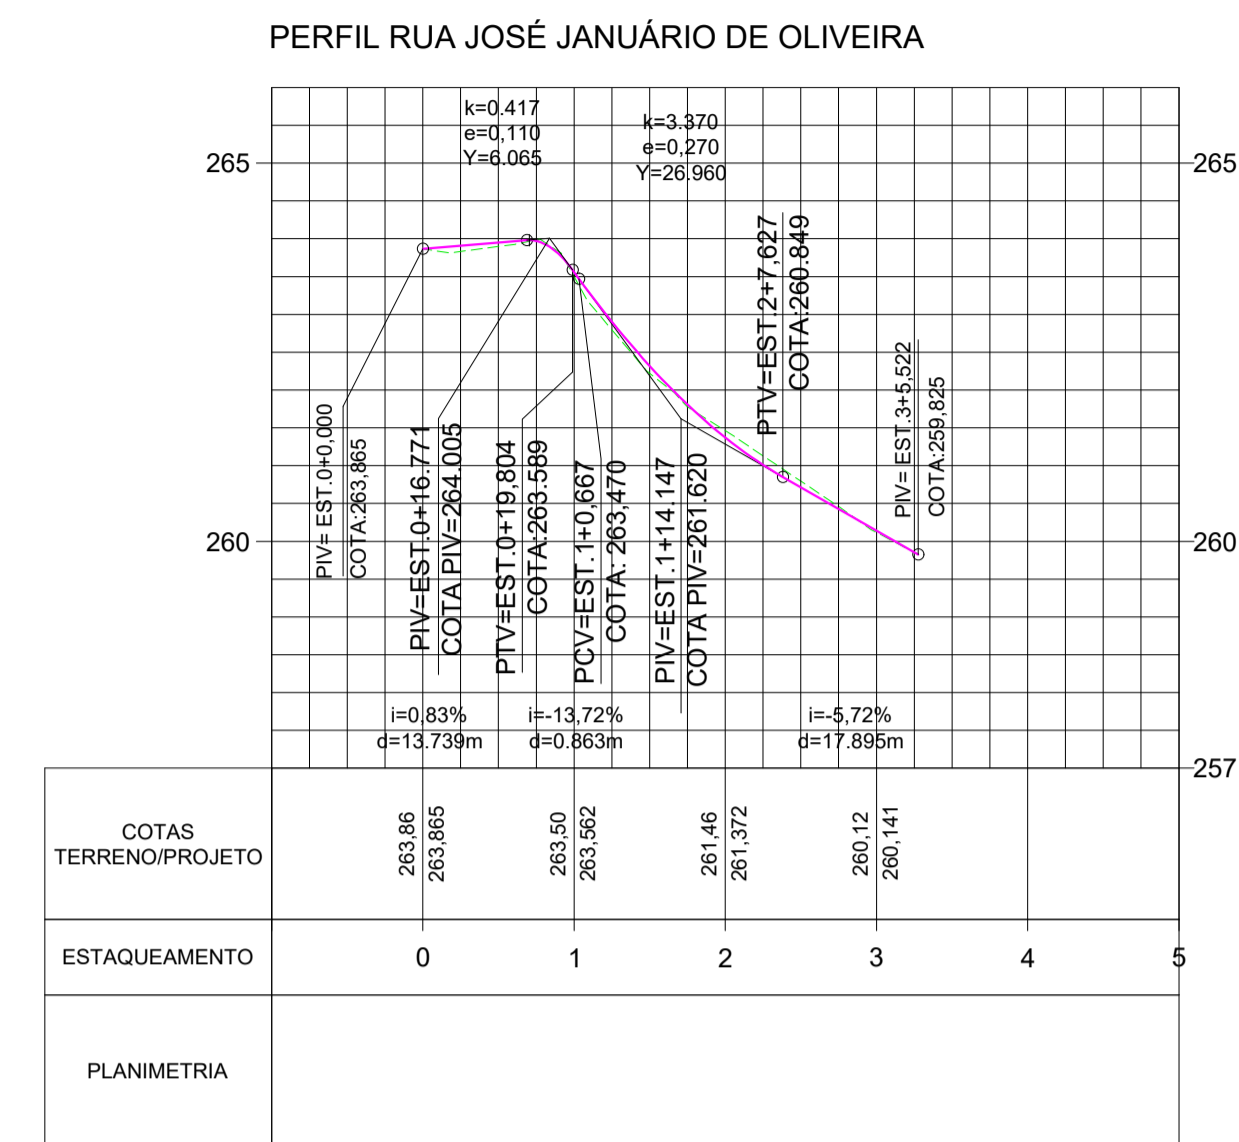 PERFIL RUA JOSÉ JANUÁRIO DE OLIVEIRA
k=0.417
e=0,110
Y=6.065
k=3.370
e=0,270
Y=26.960
265
265
PIV= EST.0+0,000
COTA:263,865
PIV=EST.0+16.771
COTA PIV=264.005
PTV=EST.0+19,804
COTA:263.589
PCV=EST.1+0,667
COTA: 263,470
PIV=EST.1+14.147
COTA PIV=261.620
PTV=EST.2+7,627
COTA:260.849
PIV= EST.3+5,522
COTA:259,825
260
260
i=0,83%
d=13.739m
i=-13,72%
d=0.863m
i=-5,72%
d=17.895m
257
COTAS
TERRENO/PROJETO
263,86
263,865
263,50
263,562
261,46
261,372
260,12
260,141
ESTAQUEAMENTO
0 1 2 3 4 5
PLANIMETRIA